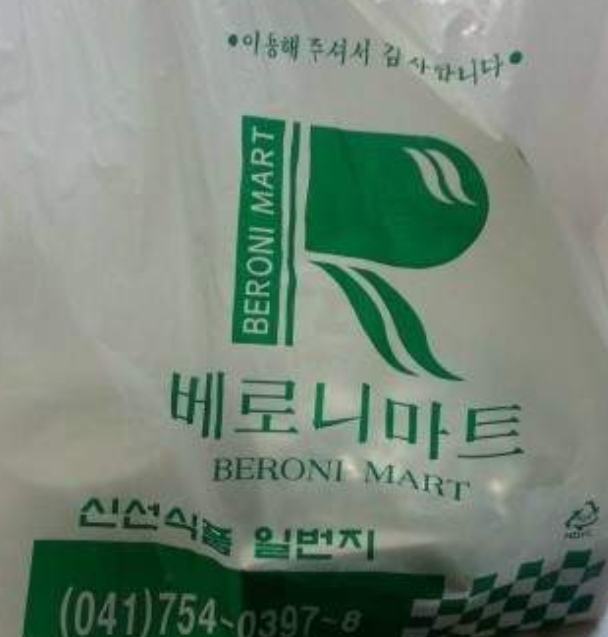 •이용해 주셔서 감사합니다•
BERONI MART
베로니마트
BERONI MART
신선식품 일번지
(041)754~0397~8
HDPE